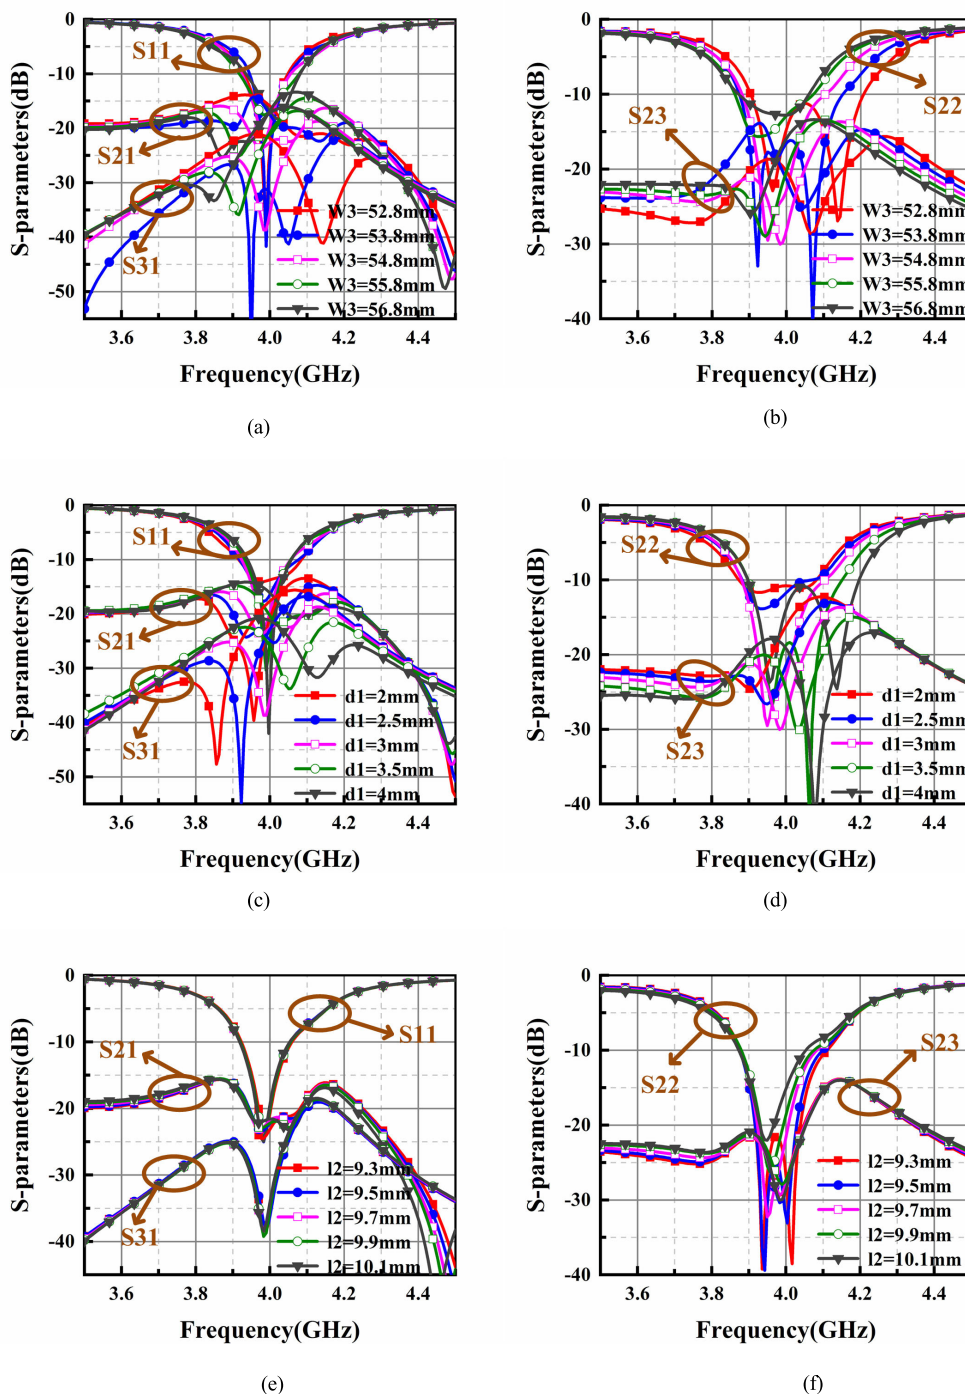 S-parameters(dB)
0
-10
-20
-30
-40
-50
3.6 3.8 4.0 4.2 4.4
Frequency(GHz)
S11
S21
S31
W3=52.8mm
W3=53.8mm
W3=54.8mm
W3=55.8mm
W3=56.8mm
(a)
S-parameters(dB)
0
-10
-20
-30
-40
3.6 3.8 4.0 4.2 4.4
Frequency(GHz)
S23
S22
W3=52.8mm
W3=53.8mm
W3=54.8mm
W3=55.8mm
W3=56.8mm
(b)
S-parameters(dB)
0
-10
-20
-30
-40
-50
3.6 3.8 4.0 4.2 4.4
Frequency(GHz)
S11
S21
S31
d1=2mm
d1=2.5mm
d1=3mm
d1=3.5mm
d1=4mm
(c)
S-parameters(dB)
0
-10
-20
-30
-40
3.6 3.8 4.0 4.2 4.4
Frequency(GHz)
S22
S23
d1=2mm
d1=2.5mm
d1=3mm
d1=3.5mm
d1=4mm
(d)
S-parameters(dB)
0
-10
-20
-30
-40
3.6 3.8 4.0 4.2 4.4
Frequency(GHz)
S21
S11
S31
l2=9.3mm
l2=9.5mm
l2=9.7mm
l2=9.9mm
l2=10.1mm
(e)
S-parameters(dB)
0
-10
-20
-30
-40
3.6 3.8 4.0 4.2 4.4
Frequency(GHz)
S22
S23
l2=9.3mm
l2=9.5mm
l2=9.7mm
l2=9.9mm
l2=10.1mm
(f)